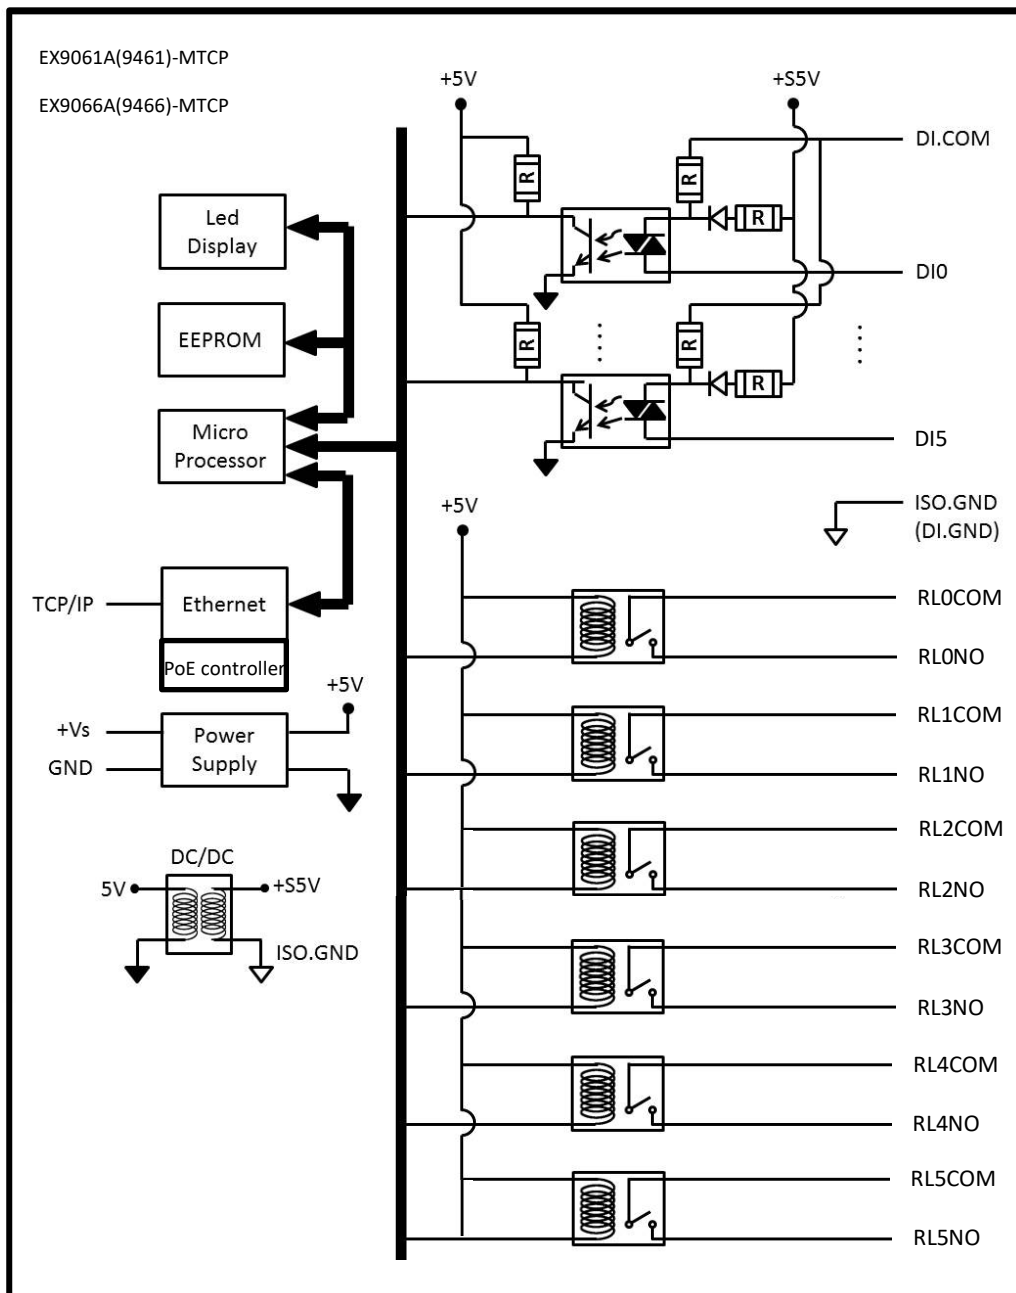 EX9061A(9461)-MTCP
EX9066A(9466)-MTCP
+5V
+S5V
DI.COM
R
R
R
DI0
R
R
R
DI5
Led
Display
EEPROM
Micro
Processor
+5V
ISO.GND
(DI.GND)
TCP/IP
Ethernet
PoE controller
+5V
+Vs
GND
Power
Supply
DC/DC
5V
+S5V
ISO.GND
RL0COM
RL0NO
RL1COM
RL1NO
RL2COM
RL2NO
RL3COM
RL3NO
RL4COM
RL4NO
RL5COM
RL5NO